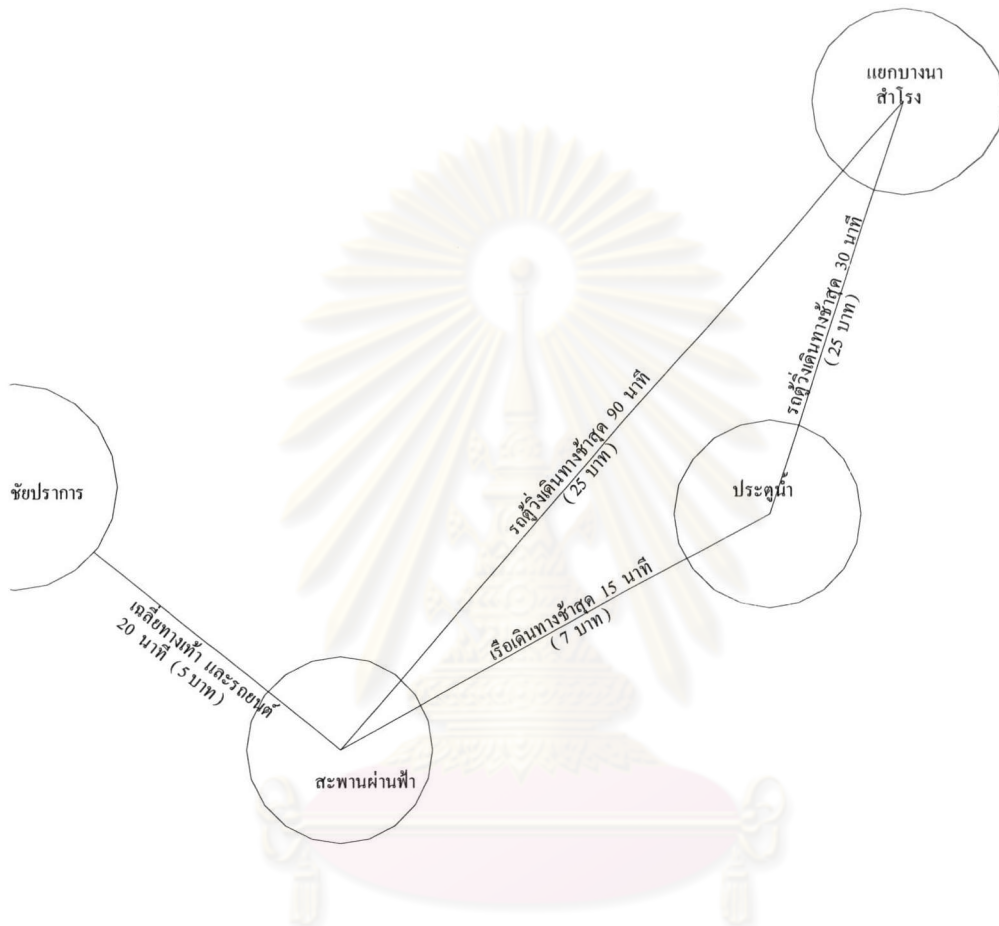 แยกบางนา
สำโรง
รถตู้วิ่งเดินทางช้าสุด 30 นาที
(25 บาท)
รถตู้วิ่งเดินทางช้าสุด 90 นาที
(25 บาท)
ชัยปราการ
ประตูน้ำ
เรือเดินทางช้าสุด 15 นาที
(7 บาท)
เฉลี่ยทางเท้า และรถยนต์
20 นาที (5บาท)
สะพานผ่านฟ้า